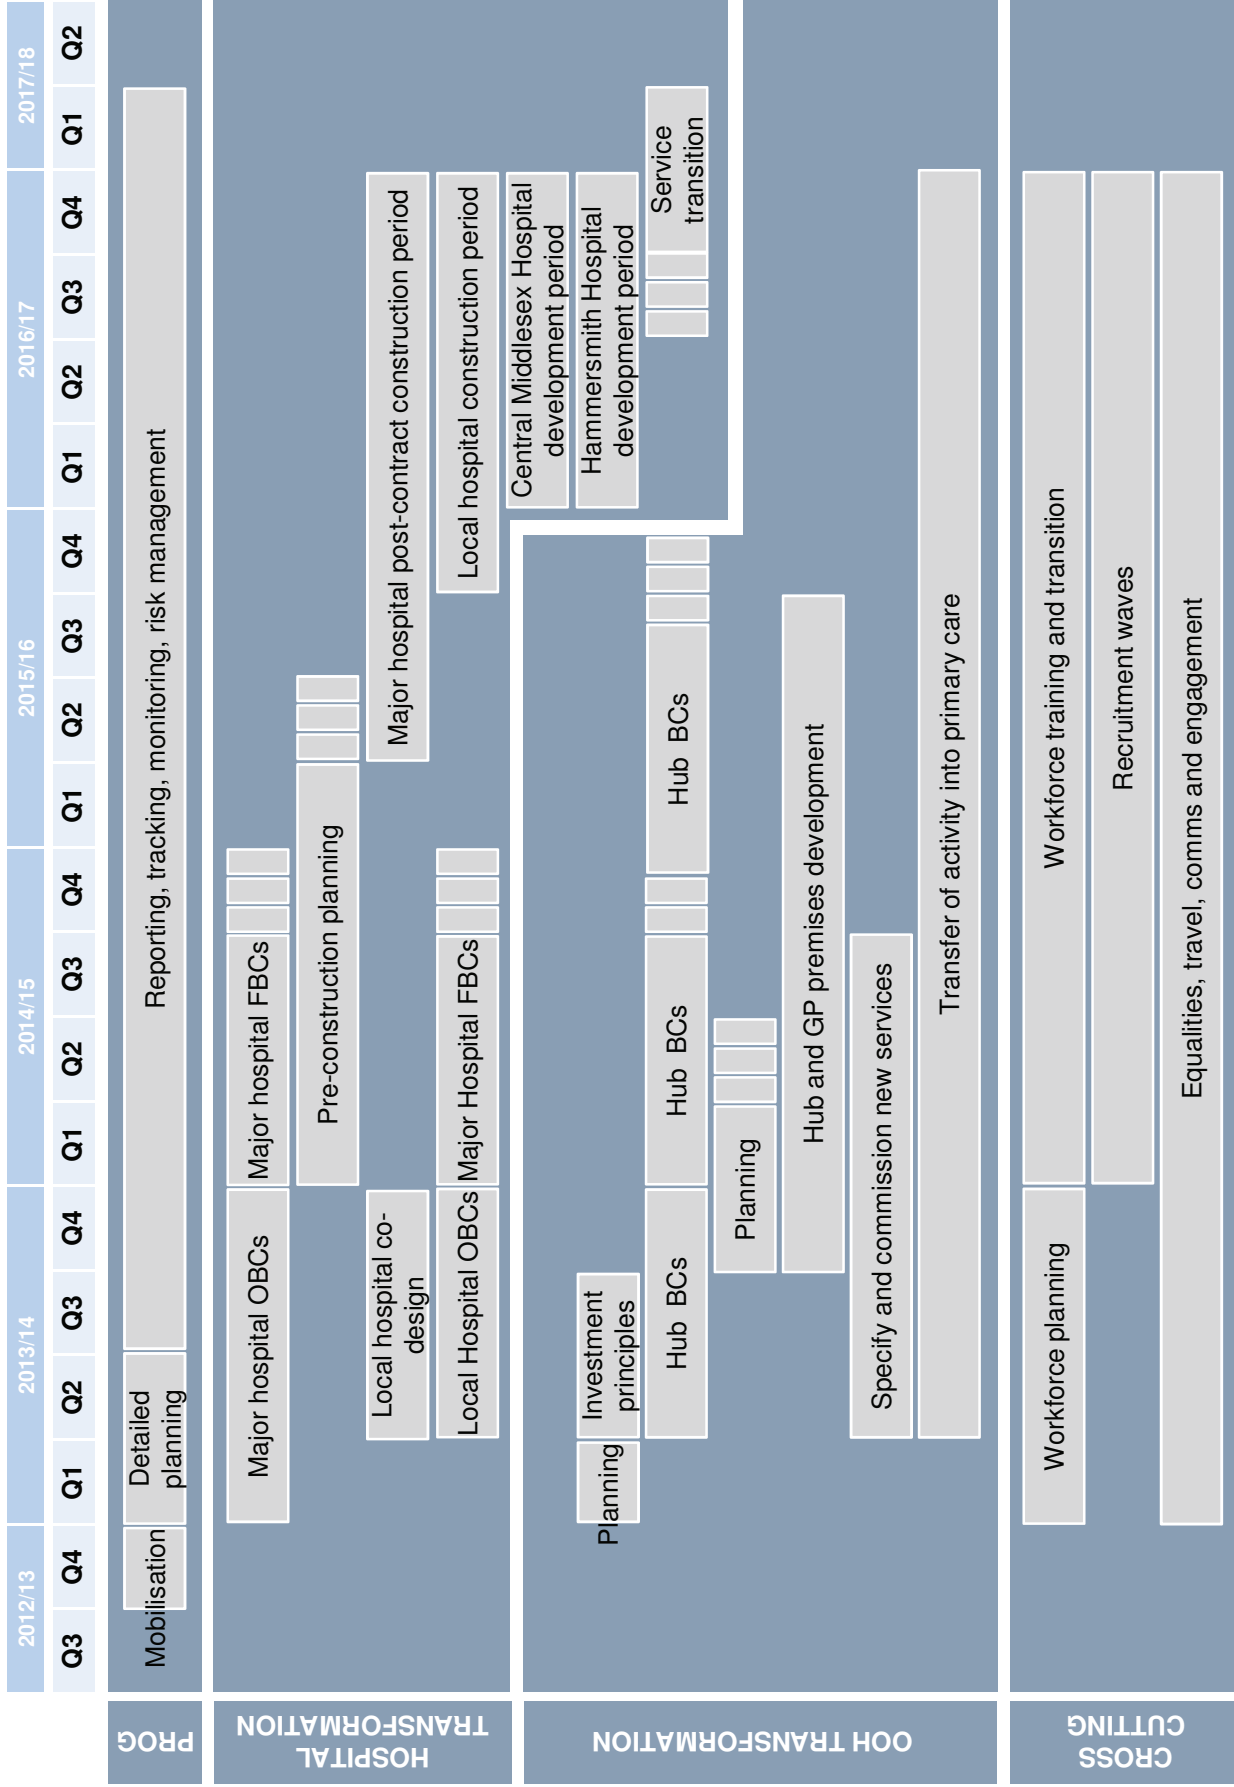 2012/13
2013/14
2014/15
2015/16
2016/17
2017/18
Q3
Q4
Q1
Q2
Q3
Q4
Q1
Q2
Q3
Q4
Q1
Q2
Q3
Q4
Q1
Q2
Q3
Q4
Q1
Q2
PROG
Mobilisation
Detailed
planning
Reporting, tracking, monitoring, risk management
HOSPITAL
TRANSFORMATION
Major hospital OBCs
Major hospital FBCs
Pre-construction planning
Local hospital co-
design
Major hospital post-contract construction period
Local Hospital OBCs
Major Hospital FBCs
Local hospital construction period
Central Middlesex Hospital
development period
Hammersmith Hospital
development period
Service
transition
OOH TRANSFORMATION
Planning
Investment
principles
Hub BCs
Hub BCs
Hub BCs
Planning
Hub and GP premises development
Specify and commission new services
Transfer of activity into primary care
CROSS
CUTTING
Workforce planning
Workforce training and transition
Recruitment waves
Equalities, travel, comms and engagement